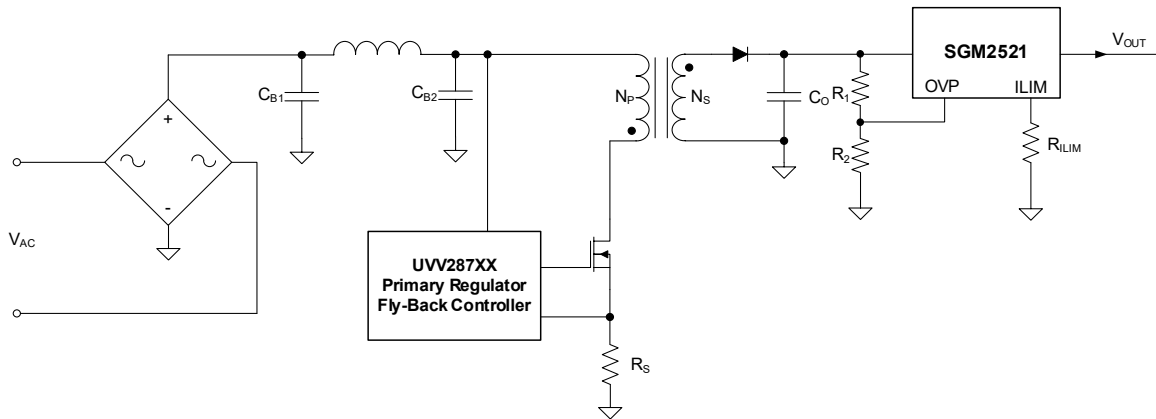 SGM2521
OVP
ILIM
VOUT
CB1
CB2
NP
NS
CO
R1
R2
RILIM
+
-
VAC
UVV287XX
Primary Regulator
Fly-Back Controller
RS